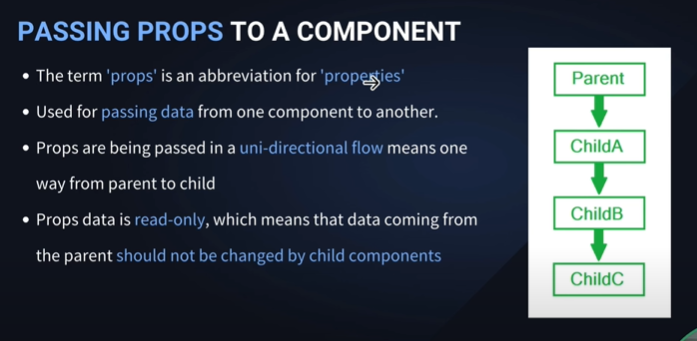 PASSING PROPS TO A COMPONENT
• The term 'props' is an abbreviation for 'properties'
• Used for passing data from one component to another.
• Props are being passed in a uni-directional flow means one
way from parent to child
• Props data is read-only, which means that data coming from
the parent should not be changed by child components
Parent
ChildA
ChildB
ChildC